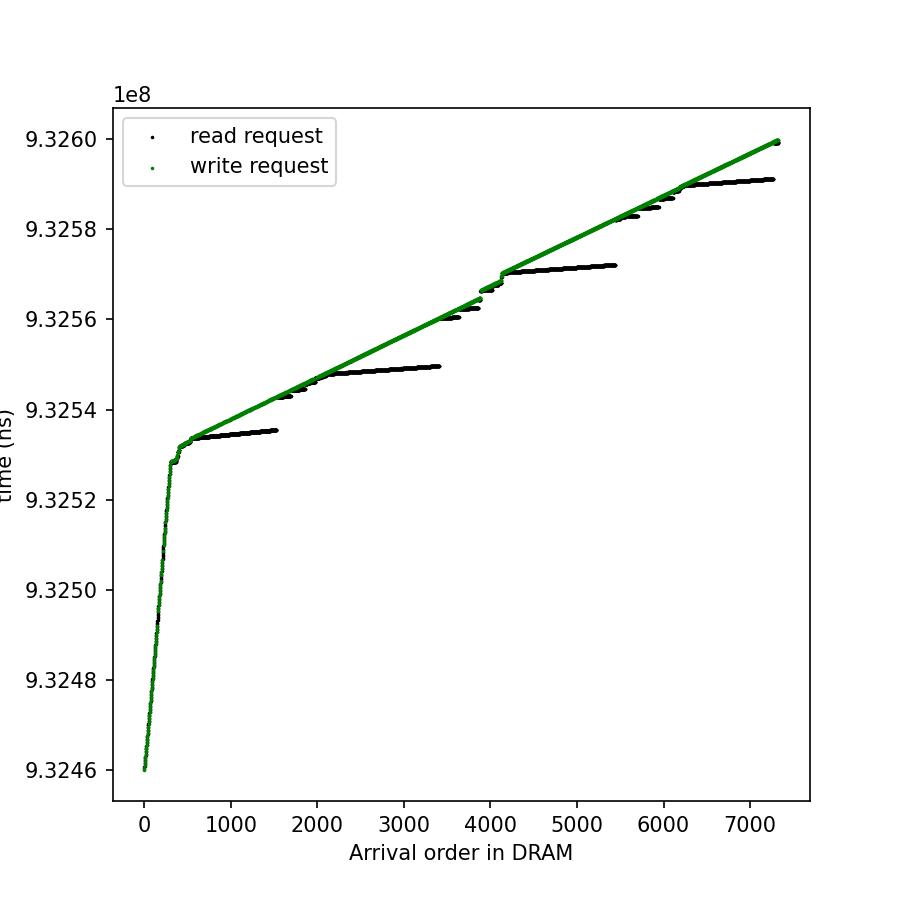 1e8
read request
write request
9.3260
9.3258
9.3256
9.3254
9.3252
9.3250
9.3248
9.3246
time (ns)
0 1000 2000 3000 4000 5000 6000 7000
Arrival order in DRAM